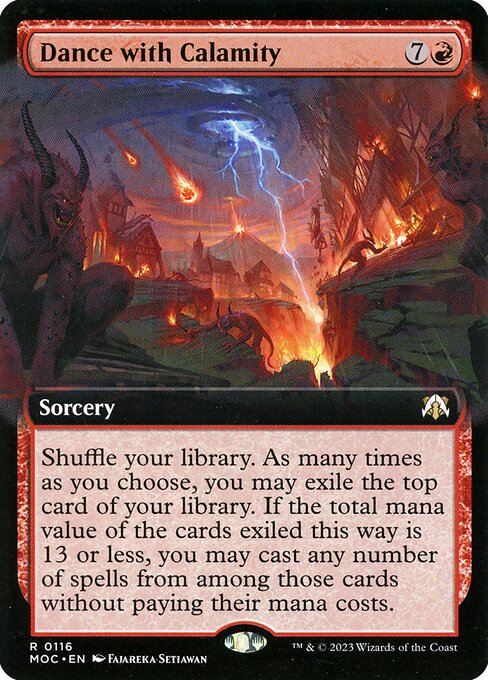 Dance with Calamity 7
Sorcery
Shuffle your library. As many times
as you choose, you may exile the top
card of your library. If the total mana
value of the cards exiled this way is
13 or less, you may cast any number
of spells from among those cards
without paying their mana costs.
R 0116
MOC • EN Fajareka Setiawan
™ & © 2023 Wizards of the Coast